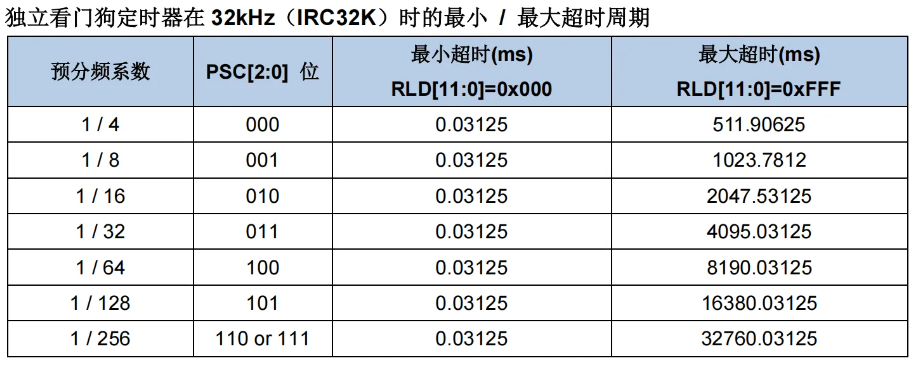 独立看门狗定时器在 32kHz（IRC32K）时的最小 / 最大超时周期
预分频系数 PSC[2:0] 位 最小超时(ms) RLD[11:0]=0x000 最大超时(ms) RLD[11:0]=0xFFF
1 / 4 000 0.03125 511.90625
1 / 8 001 0.03125 1023.7812
1 / 16 010 0.03125 2047.53125
1 / 32 011 0.03125 4095.03125
1 / 64 100 0.03125 8190.03125
1 / 128 101 0.03125 16380.03125
1 / 256 110 or 111 0.03125 32760.03125